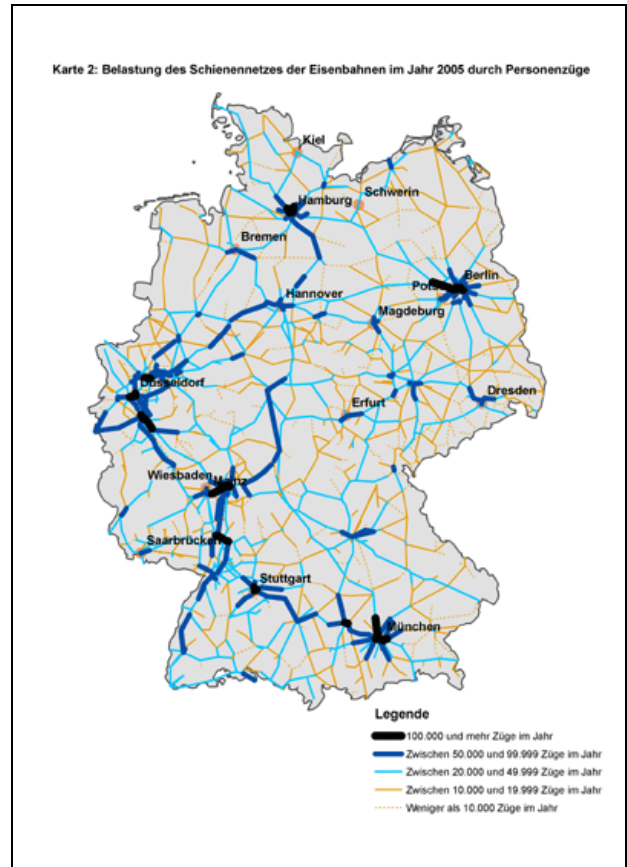 Karte 2: Belastung des Schienennetzes der Eisenbahnen im Jahr 2005 durch Personenzüge
Kiel
Schwerin
Hamburg
Bremen
Berlin
Pots
Hannover
Magdeburg
Düsseldorf
Dresden
Erfurt
Wiesbaden
Mainz
Saarbrücken
Stuttgart
München
Legende
100.000 und mehr Züge im Jahr
Zwischen 50.000 und 99.999 Züge im Jahr
Zwischen 20.000 und 49.999 Züge im Jahr
Zwischen 10.000 und 19.999 Züge im Jahr
Weniger als 10.000 Züge im Jahr